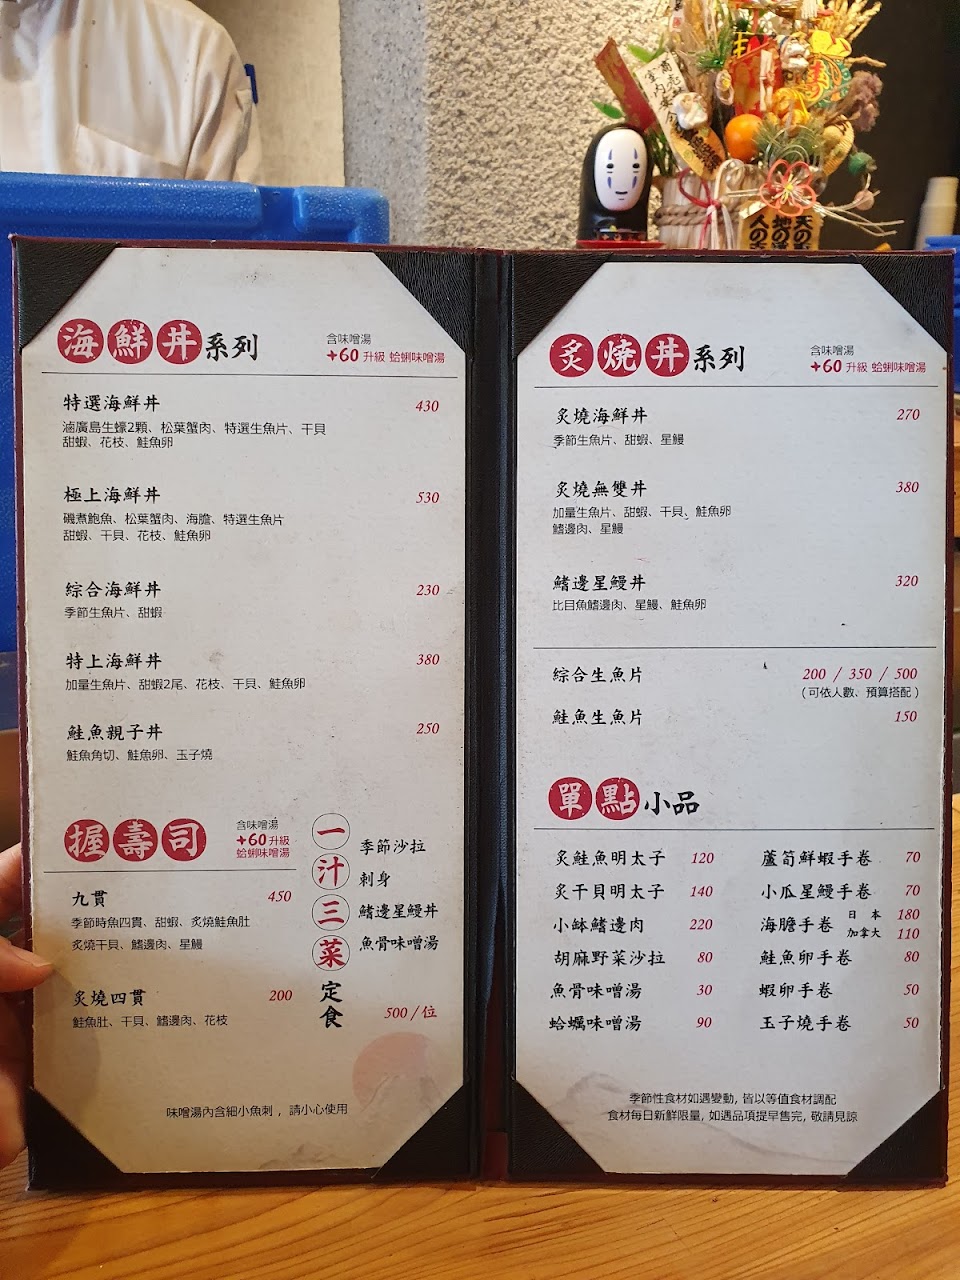 天の
地の
人の
海鮮丼系列
含味噌湯
+60 升級 蛤蜊味噌湯
特選海鮮丼 430
滷廣島生蠔2顆、松葉蟹肉、特選生魚片、干貝
甜蝦、花枝、鮭魚卵
極上海鮮丼 530
磯煮鮑魚、松葉蟹肉、海膽、特選生魚片
甜蝦、干貝、花枝、鮭魚卵
綜合海鮮丼 230
季節生魚片、甜蝦
特上海鮮丼 380
加量生魚片、甜蝦2尾、花枝、干貝、鮭魚卵
鮭魚親子丼 250
鮭魚角切、鮭魚卵、玉子燒
握壽司
含味噌湯
+60 升級
蛤蜊味噌湯
九貫 450
季節時魚四貫、甜蝦、炙燒鮭魚肚
炙燒干貝、鰭邊肉、星鰻
炙燒四貫 200
鮭魚肚、干貝、鰭邊肉、花枝
一汁三菜定食
季節沙拉
刺身
鰭邊星鰻丼
魚骨味噌湯
500 / 位
味噌湯內含細小魚刺，請小心使用
炙燒丼系列
含味噌湯
+60 升級 蛤蜊味噌湯
炙燒海鮮丼 270
季節生魚片、甜蝦、星鰻
炙燒無雙丼 380
加量生魚片、甜蝦、干貝、鮭魚卵
鰭邊肉、星鰻
鰭邊星鰻丼 320
比目魚鰭邊肉、星鰻、鮭魚卵
綜合生魚片 200 / 350 / 500
(可依人數、預算搭配)
鮭魚生魚片 150
單點小品
炙鮭魚明太子 120
炙干貝明太子 140
小缽鰭邊肉 220
胡麻野菜沙拉 80
魚骨味噌湯 30
蛤蠣味噌湯 90
蘆筍鮮蝦手卷 70
小瓜星鰻手卷 70
海膽手卷 日本 180
加拿大 110
鮭魚卵手卷 80
蝦卵手卷 50
玉子燒手卷 50
季節性食材如遇變動, 皆以等值食材調配
食材每日新鮮限量, 如遇品項提早售完, 敬請見諒